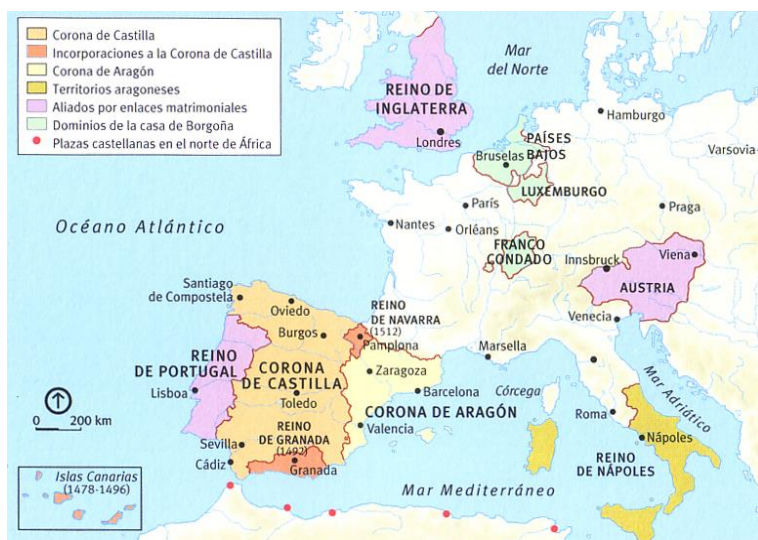 Corona de Castilla
Incorporaciones a la Corona de Castilla
Corona de Aragón
Territorios aragoneses
Aliados por enlaces matrimoniales
Dominios de la casa de Borgoña
Plazas castellanas en el norte de África
Mar
del Norte
REINO DE
INGLATERRA
Londres
Hamburgo
PAÍSES
BAJOS
Bruselas
Varsovia
LUXEMBURGO
Océano Atlántico
París
Praga
Nantes
Orléans
FRANCO
CONDADO
Innsbruck
Viena
AUSTRIA
Santiago
de Compostela
Oviedo
REINO
DE NAVARRA
(1512)
Venecia
Burgos
Pamplona
Marsella
REINO
DE PORTUGAL
CORONA
DE CASTILLA
Zaragoza
Lisboa
Barcelona
Córcega
Mar Adriático
Toledo
CORONA DE ARAGÓN
Roma
0 200 km
REINO
DE GRANADA
(1492)
Valencia
Nápoles
Sevilla
REINO
DE NÁPOLES
Cádiz
Granada
Islas Canarias
(1478-1496)
Mar Mediterráneo